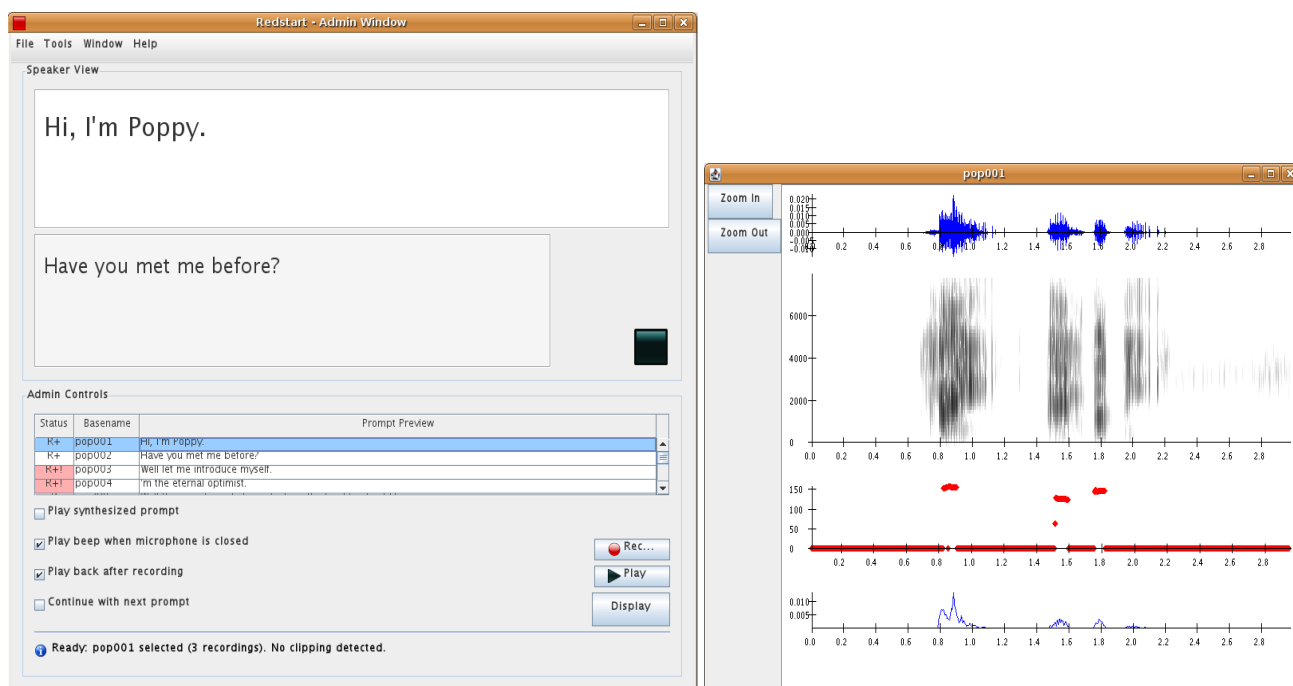 Redstart - Admin Window
File Tools Window Help
Speaker View
Hi, I'm Poppy.
Have you met me before?
Admin Controls
Status Basename Prompt Preview
R+ pop001 Hi, I'm Poppy.
R+ pop002 Have you met me before?
R+! pop003 Well let me introduce myself.
R+! pop004 'm the eternal optimist.
Play synthesized prompt
Play beep when microphone is closed
Rec...
Play back after recording
Play
Continue with next prompt
Display
Ready: pop001 selected (3 recordings). No clipping detected.
pop001
Zoom In
Zoom Out
0.020
0.015
0.010
0.005
0.000
-0.005
-0.010
0.2 0.4 0.6 0.8 1.0 1.2 1.4 1.6 1.8 2.0 2.2 2.4 2.6 2.8
6000
4000
2000
0
0.0 0.2 0.4 0.6 0.8 1.0 1.2 1.4 1.6 1.8 2.0 2.2 2.4 2.6 2.8
150
100
50
0
0.2 0.4 0.6 0.8 1.0 1.2 1.4 1.6 1.8 2.0 2.2 2.4 2.6 2.8
0.010
0.005
0.0 0.2 0.4 0.6 0.8 1.0 1.2 1.4 1.6 1.8 2.0 2.2 2.4 2.6 2.8